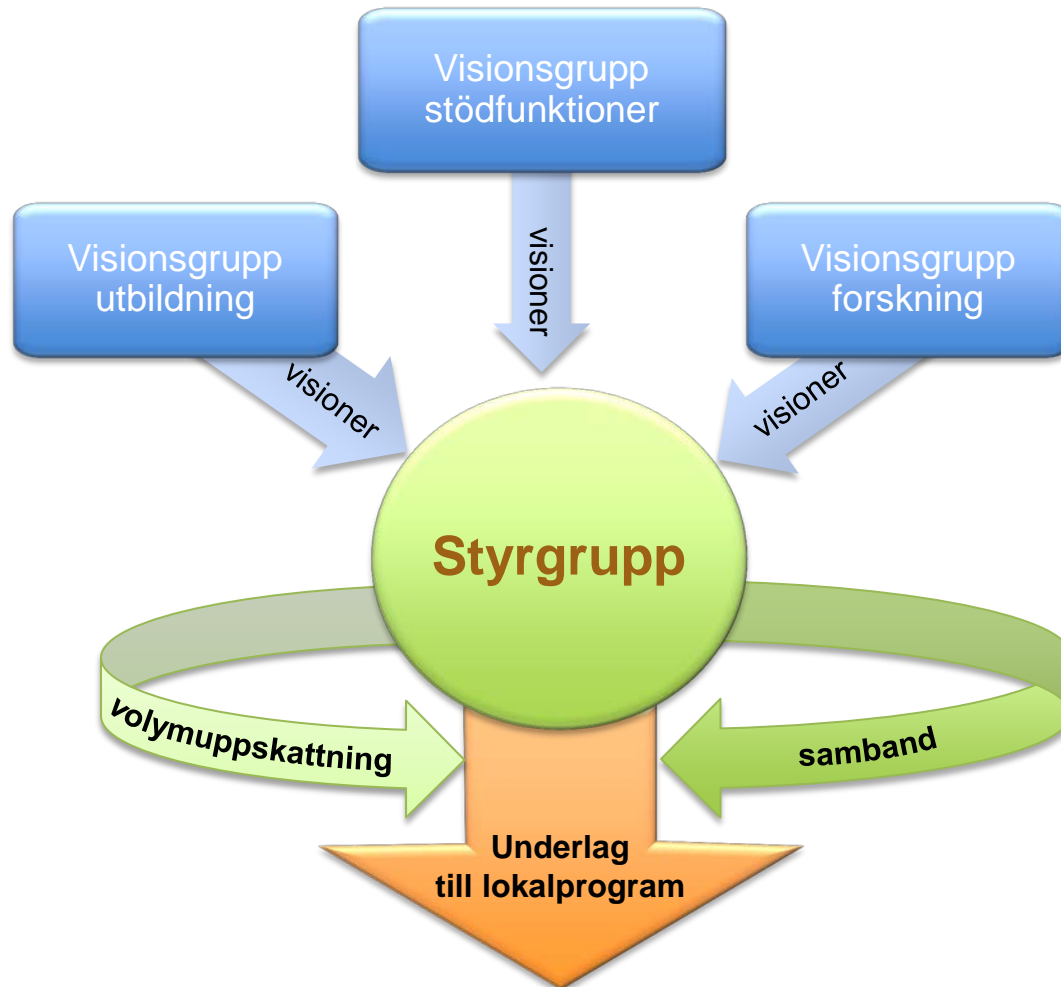 Visionsgrupp
stödfunktioner
Visionsgrupp
utbildning
Visionsgrupp
forskning
visioner
visioner
visioner
Styrgrupp
volymuppskattning
samband
Underlag
till lokalprogram